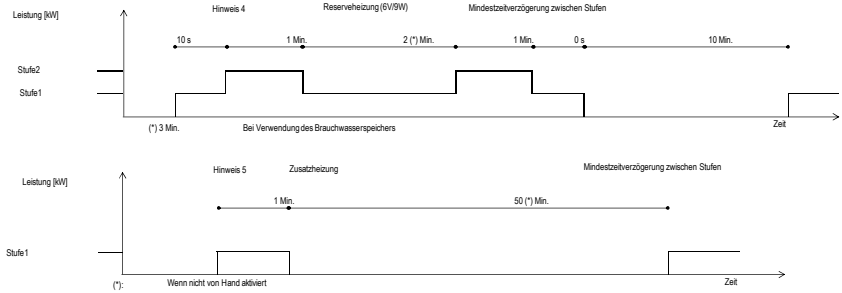 Leistung [kW] Hinweis 4 Reserveheizung (6V/9W) Mindestzeitverzögerung zwischen Stufen
10 s 1 Min. 2 (*) Min. 1 Min. 0 s 10 Min.
Stufe2
Stufe1
(*) 3 Min. Bei Verwendung des Brauchwasserspeichers Zeit
Leistung [kW] Hinweis 5 Zusatzheizung Mindestzeitverzögerung zwischen Stufen
1 Min. 50 (*) Min.
Stufe1
(*): Wenn nicht von Hand aktiviert Zeit